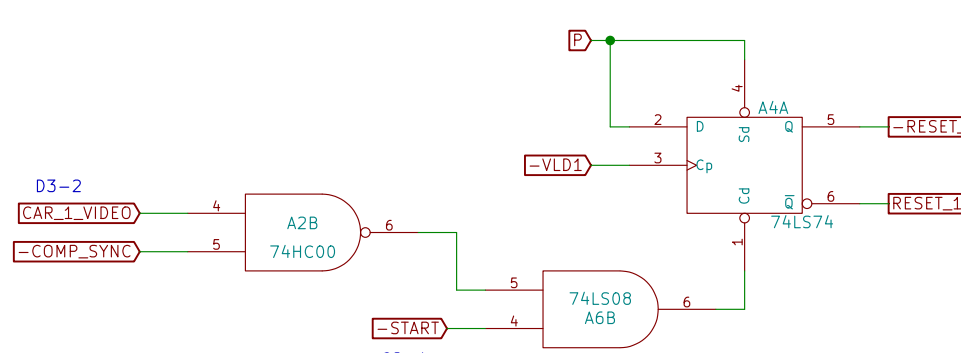 P
4
A4A
2
D
Sd
Q
5
-RESET_
-VLD1
3
Cp
Cd
Q
6
RESET_1
74LS74
1
D3-2
CAR_1_VIDEO
4
A2B
6
-COMP_SYNC
5
74HC00
5
74LS08
6
-START
4
A6B